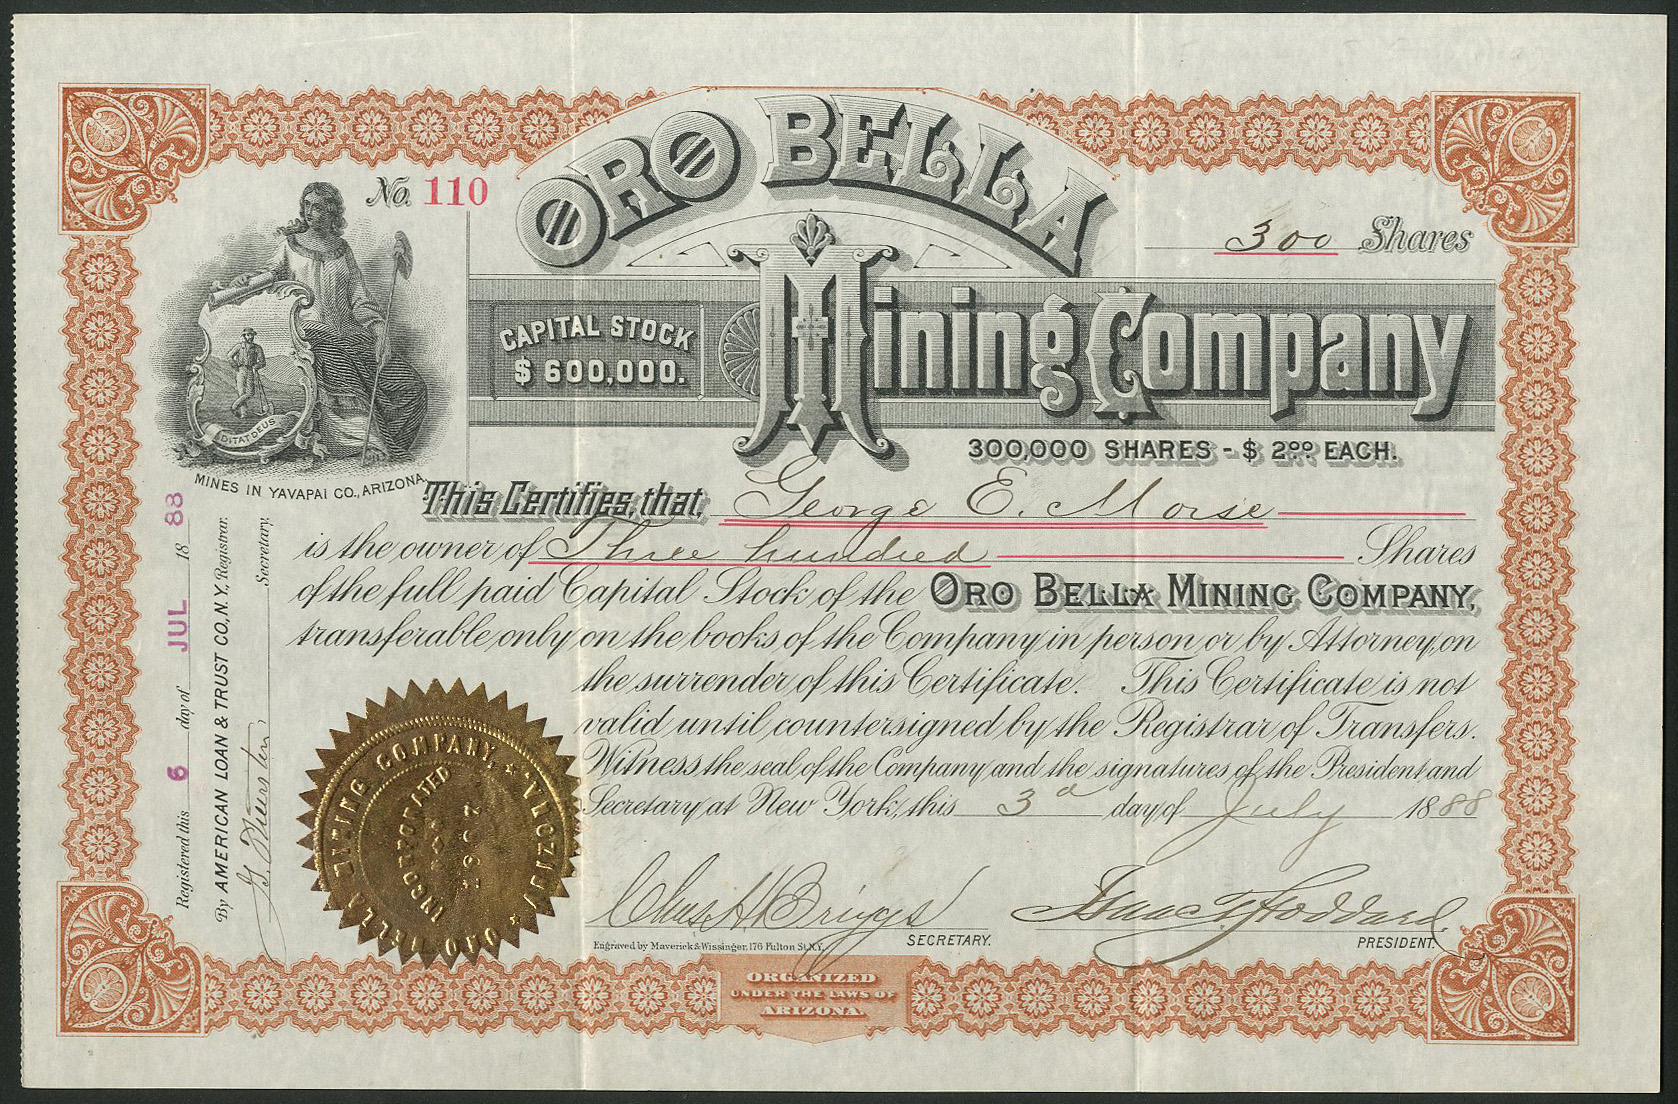 No. 110
ORO BELLA
300 Shares
CAPITAL STOCK
$ 600,000.
Mining Company
300,000 SHARES - $ 2.00 EACH.
DITAT DEUS
MINES IN YAVAPAI CO., ARIZONA.
This Certifies, that, George E. Morse
is the owner of Three hundred Shares
of the full paid Capital Stock of the ORO BELLA MINING COMPANY,
transferable only on the books of the Company in person or by Attorney, on
the surrender of this Certificate. This Certificate is not
valid until countersigned by the Registrar of Transfers.
Witness the seal of the Company and the signatures of the President and
Secretary, at New York, this 3d day of July 1888
Chas H Briggs
SECRETARY.
Isaac T. Stoddard
PRESIDENT.
Engraved by Maverick & Wissinger, 176 Fulton St. N.Y.
ORGANIZED
UNDER THE LAWS OF
ARIZONA.
Registered this 6 day of JUL 1888
By AMERICAN LOAN & TRUST CO., N.Y., Registrar.
Secretary.
ORO BELLA MINING COMPANY, ARIZONA
INCORPORATED